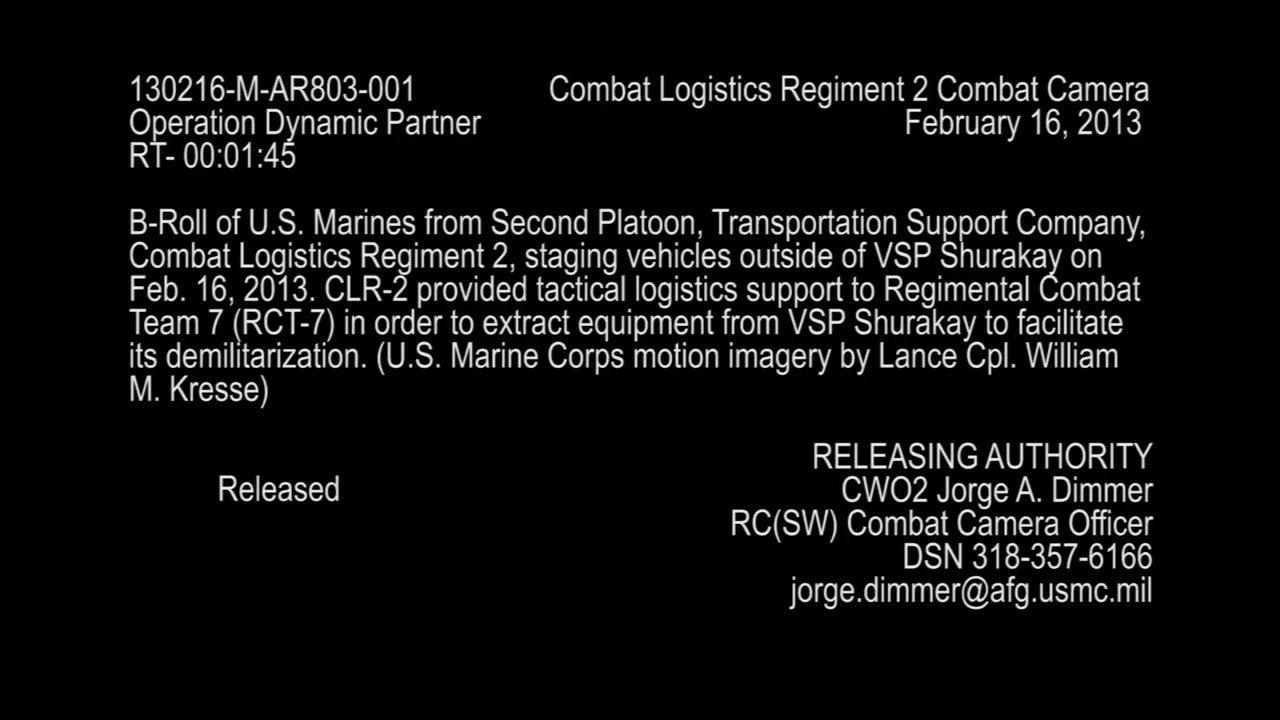 130216-M-AR803-001 Combat Logistics Regiment 2 Combat Camera
Operation Dynamic Partner February 16, 2013
RT- 00:01:45
B-Roll of U.S. Marines from Second Platoon, Transportation Support Company,
Combat Logistics Regiment 2, staging vehicles outside of VSP Shurakay on
Feb. 16, 2013. CLR-2 provided tactical logistics support to Regimental Combat
Team 7 (RCT-7) in order to extract equipment from VSP Shurakay to facilitate
its demilitarization. (U.S. Marine Corps motion imagery by Lance Cpl. William
M. Kresse)
RELEASING AUTHORITY
Released CWO2 Jorge A. Dimmer
RC(SW) Combat Camera Officer
DSN 318-357-6166
jorge.dimmer@afg.usmc.mil